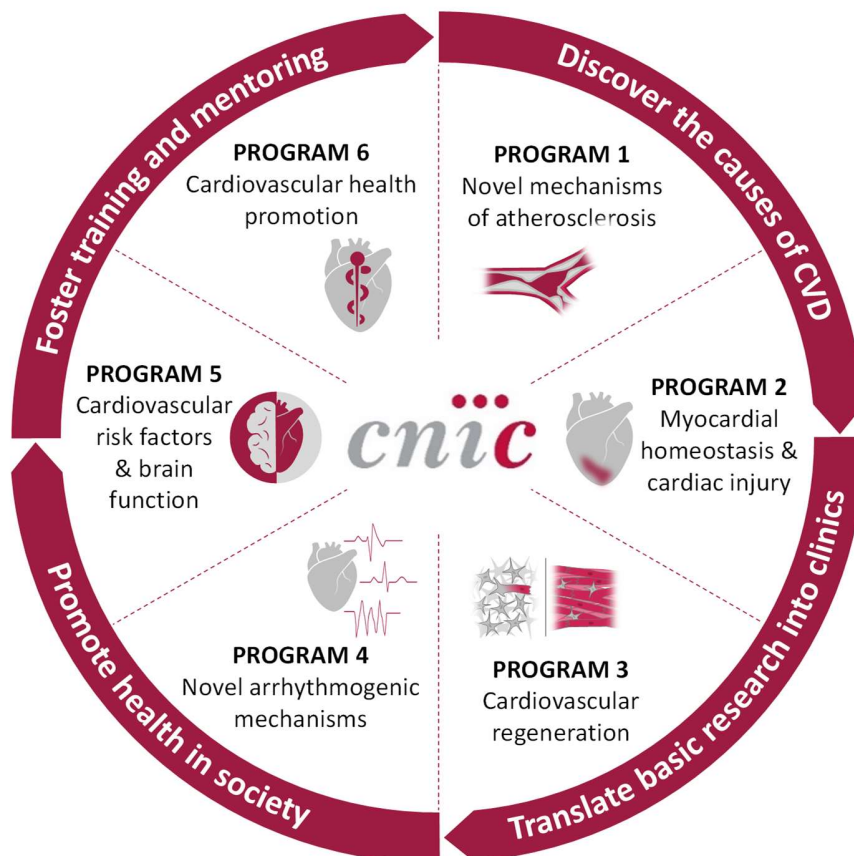 Foster training and mentoring
Discover the causes of CVD
PROGRAM 6
Cardiovascular health
promotion
PROGRAM 1
Novel mechanisms
of atherosclerosis
PROGRAM 5
Cardiovascular
risk factors
& brain
function
cnic
PROGRAM 2
Myocardial
homeostasis &
cardiac injury
PROGRAM 4
Novel arrhythmogenic
mechanisms
PROGRAM 3
Cardiovascular
regeneration
Promote health in society
Translate basic research into clinics